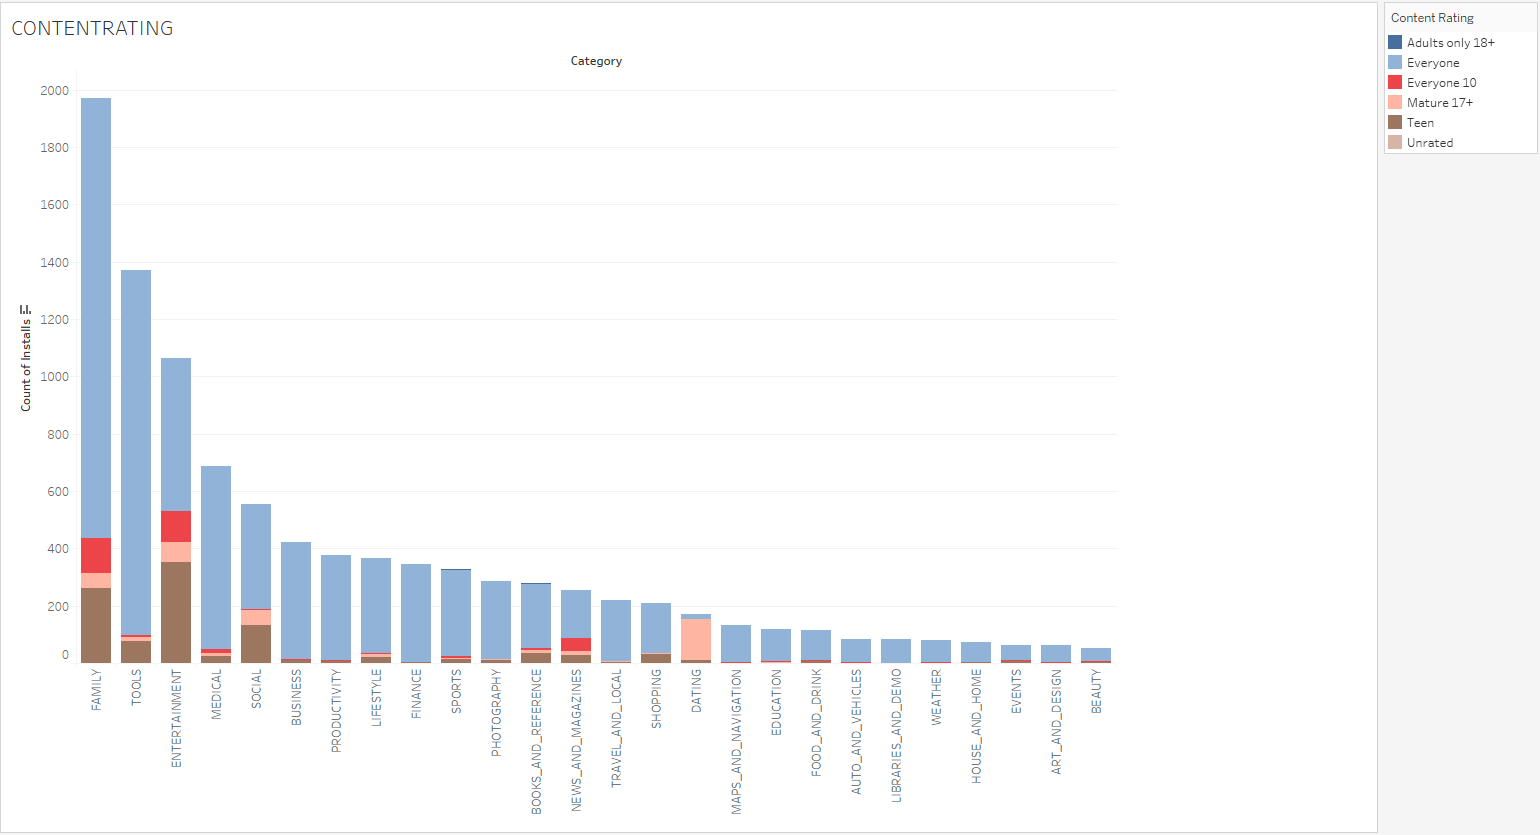 CONTENTRATING
Category
Count of Installs
2000
1800
1600
1400
1200
1000
800
600
400
200
0
FAMILY
TOOLS
ENTERTAINMENT
MEDICAL
SOCIAL
BUSINESS
PRODUCTIVITY
LIFESTYLE
FINANCE
SPORTS
PHOTOGRAPHY
BOOKS_AND_REFERENCE
NEWS_AND_MAGAZINES
TRAVEL_AND_LOCAL
SHOPPING
DATING
MAPS_AND_NAVIGATION
EDUCATION
FOOD_AND_DRINK
AUTO_AND_VEHICLES
LIBRARIES_AND_DEMO
WEATHER
HOUSE_AND_HOME
EVENTS
ART_AND_DESIGN
BEAUTY
Content Rating
Adults only 18+
Everyone
Everyone 10
Mature 17+
Teen
Unrated